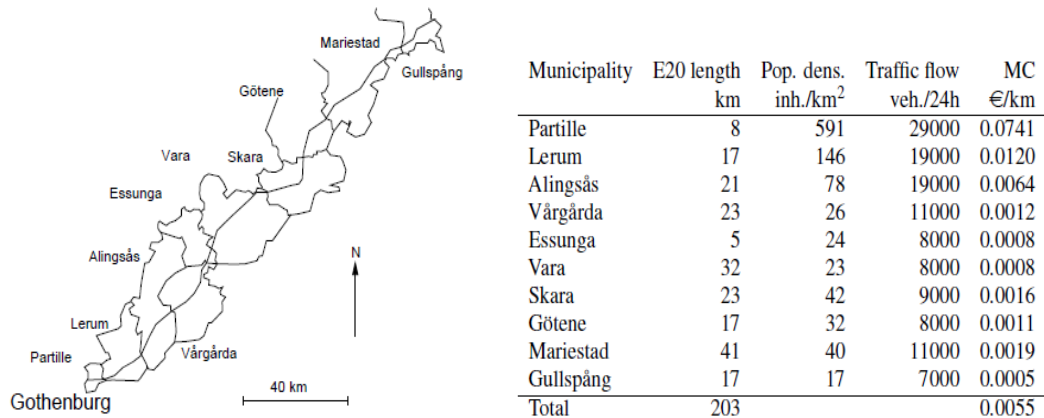 Mariestad
Gullspång
Götene
Vara
Skara
Essunga
Alingsås
N
Lerum
Partille
Vårgårda
40 km
Gothenburg
Municipality E20 length Pop. dens. Traffic flow MC
km inh./km² veh./24h €/km
Partille 8 591 29000 0.0741
Lerum 17 146 19000 0.0120
Alingsås 21 78 19000 0.0064
Vårgårda 23 26 11000 0.0012
Essunga 5 24 8000 0.0008
Vara 32 23 8000 0.0008
Skara 23 42 9000 0.0016
Götene 17 32 8000 0.0011
Mariestad 41 40 11000 0.0019
Gullspång 17 17 7000 0.0005
Total 203 0.0055